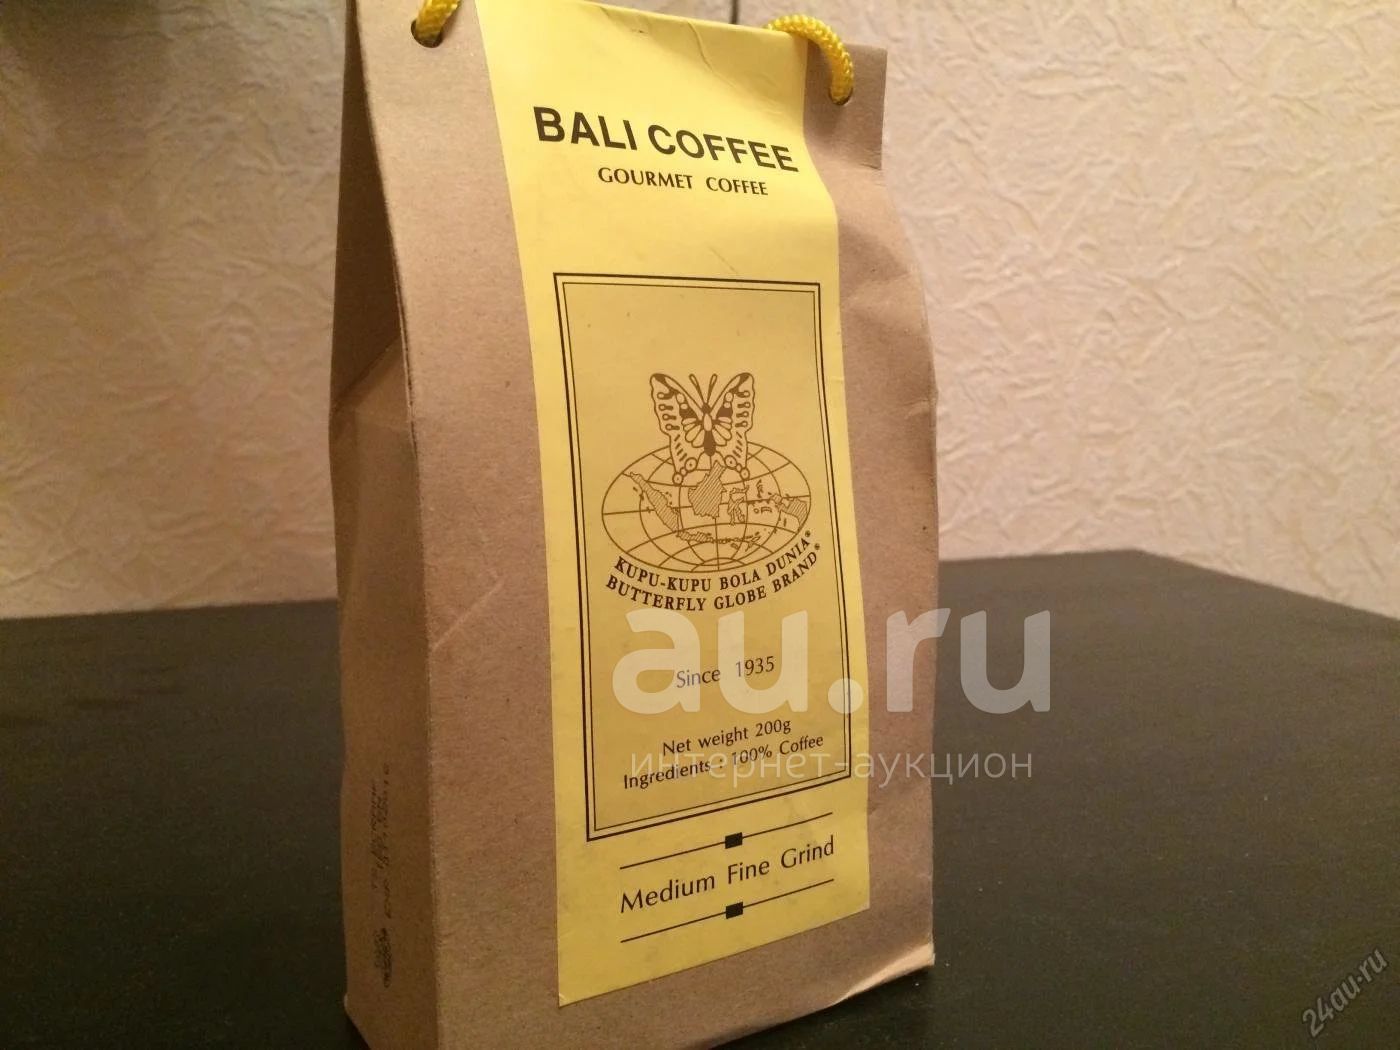 BALI COFFEE
GOURMET COFFEE
KUPU-KUPU BOLA DUNIA®
BUTTERFLY GLOBE BRAND®
au.ru
Since 1935
Net weight 200g
интернет-аукцион
Ingredients : 100% Coffee
Medium Fine Grind
24au.ru